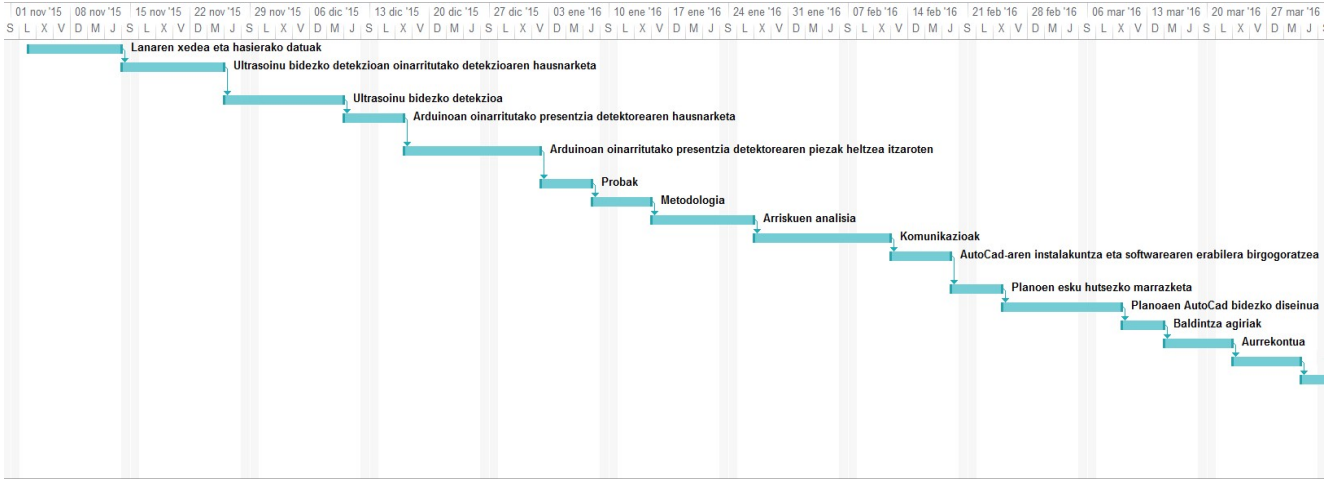 01 nov '15 08 nov '15 15 nov '15 22 nov '15 29 nov '15 06 dic '15 13 dic '15 20 dic '15 27 dic '15 03 ene '16 10 ene '16 17 ene '16 24 ene '16 31 ene '16 07 feb '16 14 feb '16 21 feb '16 28 feb '16 06 mar '16 13 mar '16 20 mar '16 27 mar '16
S L X V D M J S L X V D M J S L X V D M J S L X V D M J S L X V D M J S L X V D M J S L X V D M J S L X V D M J S L X V D M J S L X V D M J S L X V D M J
Lanaren xedea eta hasierako datuak
Ultrasoinu bidezko detekzioan oinarritutako detekzioaren hausnarketa
Ultrasoinu bidezko detekzioa
Arduinoan oinarritutako presentzia detektorearen hausnarketa
Arduinoan oinarritutako presentzia detektorearen piezak heltzea itzaroten
Probak
Metodologia
Arriskuen analisia
Komunikazioak
AutoCad-aren instalakuntza eta softwarearen erabilera birgogoratzea
Planoen esku hutsezko marrazketa
Planoaen AutoCad bidezko diseinua
Baldintza agiriak
Aurrekontua